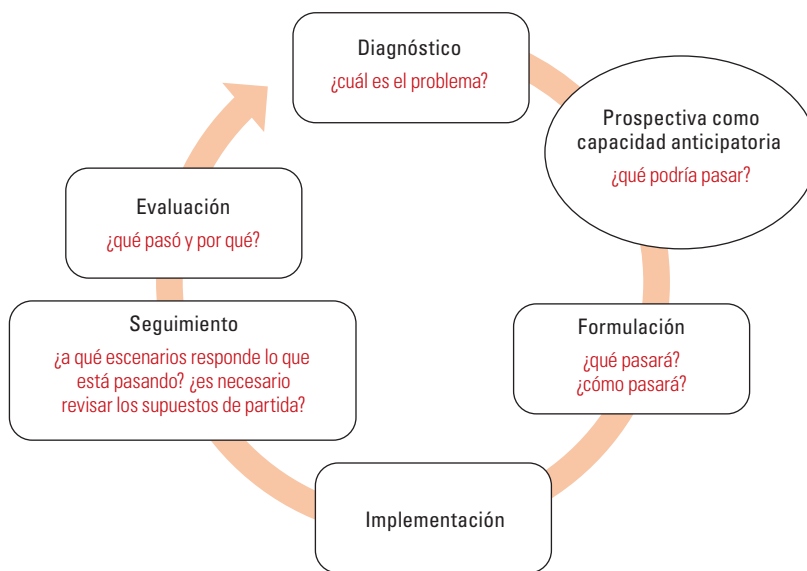 Diagnóstico
¿cuál es el problema?
Prospectiva como
capacidad anticipatoria
¿qué podría pasar?
Formulación
¿qué pasará?
¿cómo pasará?
Implementación
Seguimiento
¿a qué escenarios responde lo que
está pasando? ¿es necesario
revisar los supuestos de partida?
Evaluación
¿qué pasó y por qué?